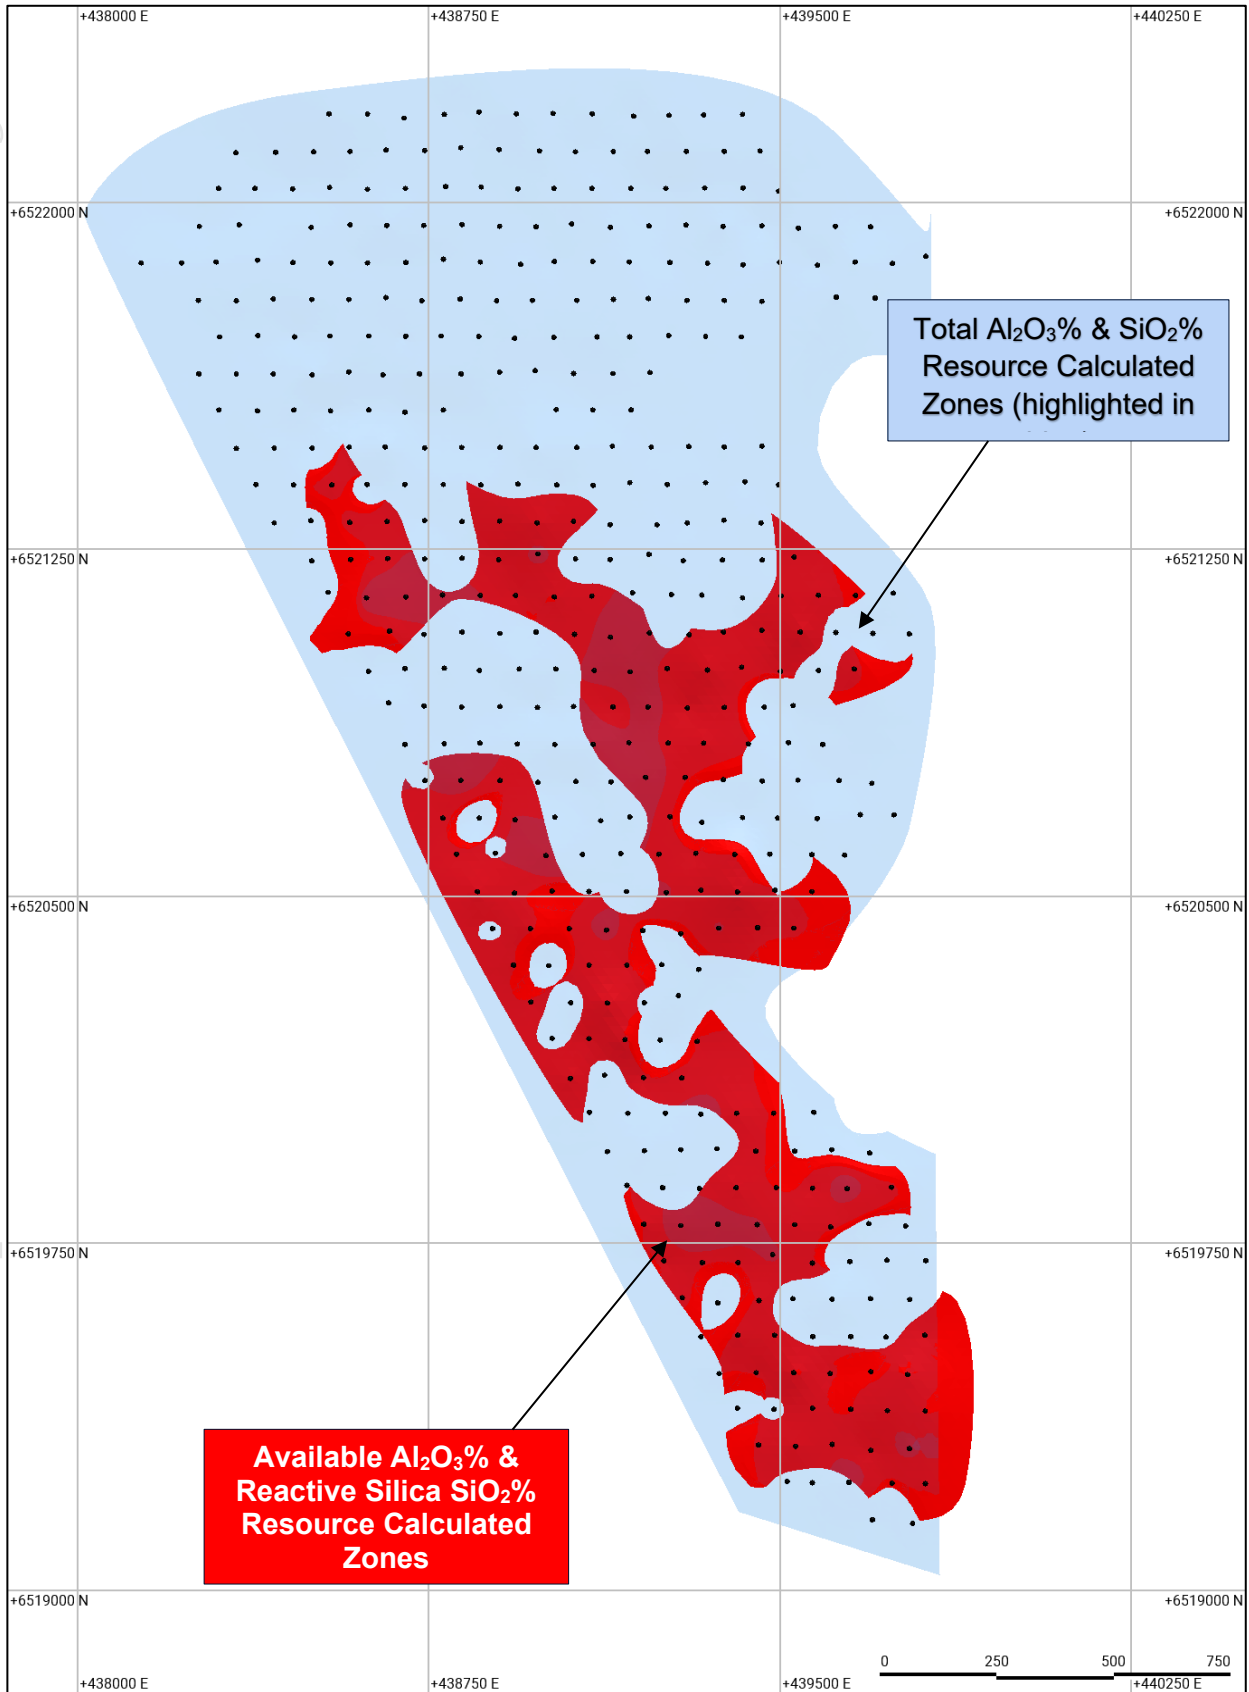 +438000 E
+438750 E
+439500 E
+440250 E
+6522000 N
+6522000 N
Total Al₂O₃% & SiO₂%
Resource Calculated
Zones (highlighted in
+6521250 N
+6521250 N
+6520500 N
+6520500 N
+6519750 N
+6519750 N
Available Al₂O₃% &
Reactive Silica SiO₂%
Resource Calculated
Zones
+6519000 N
+6519000 N
0
250
500
750
+438000 E
+438750 E
+439500 E
+440250 E